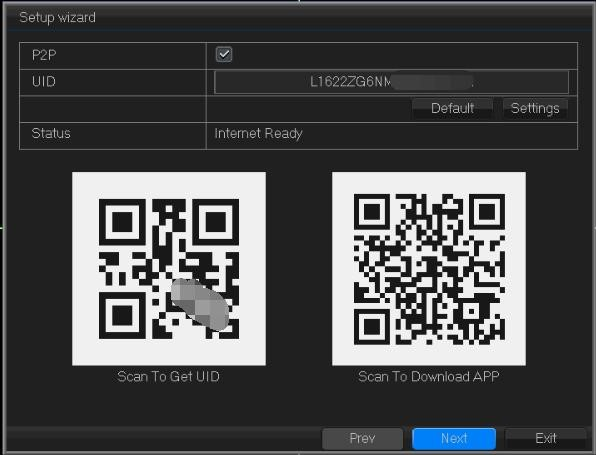 Setup wizard
P2P
UID
Default Settings
Status Internet Ready
Scan To Get UID Scan To Download APP
Prev Next Exit